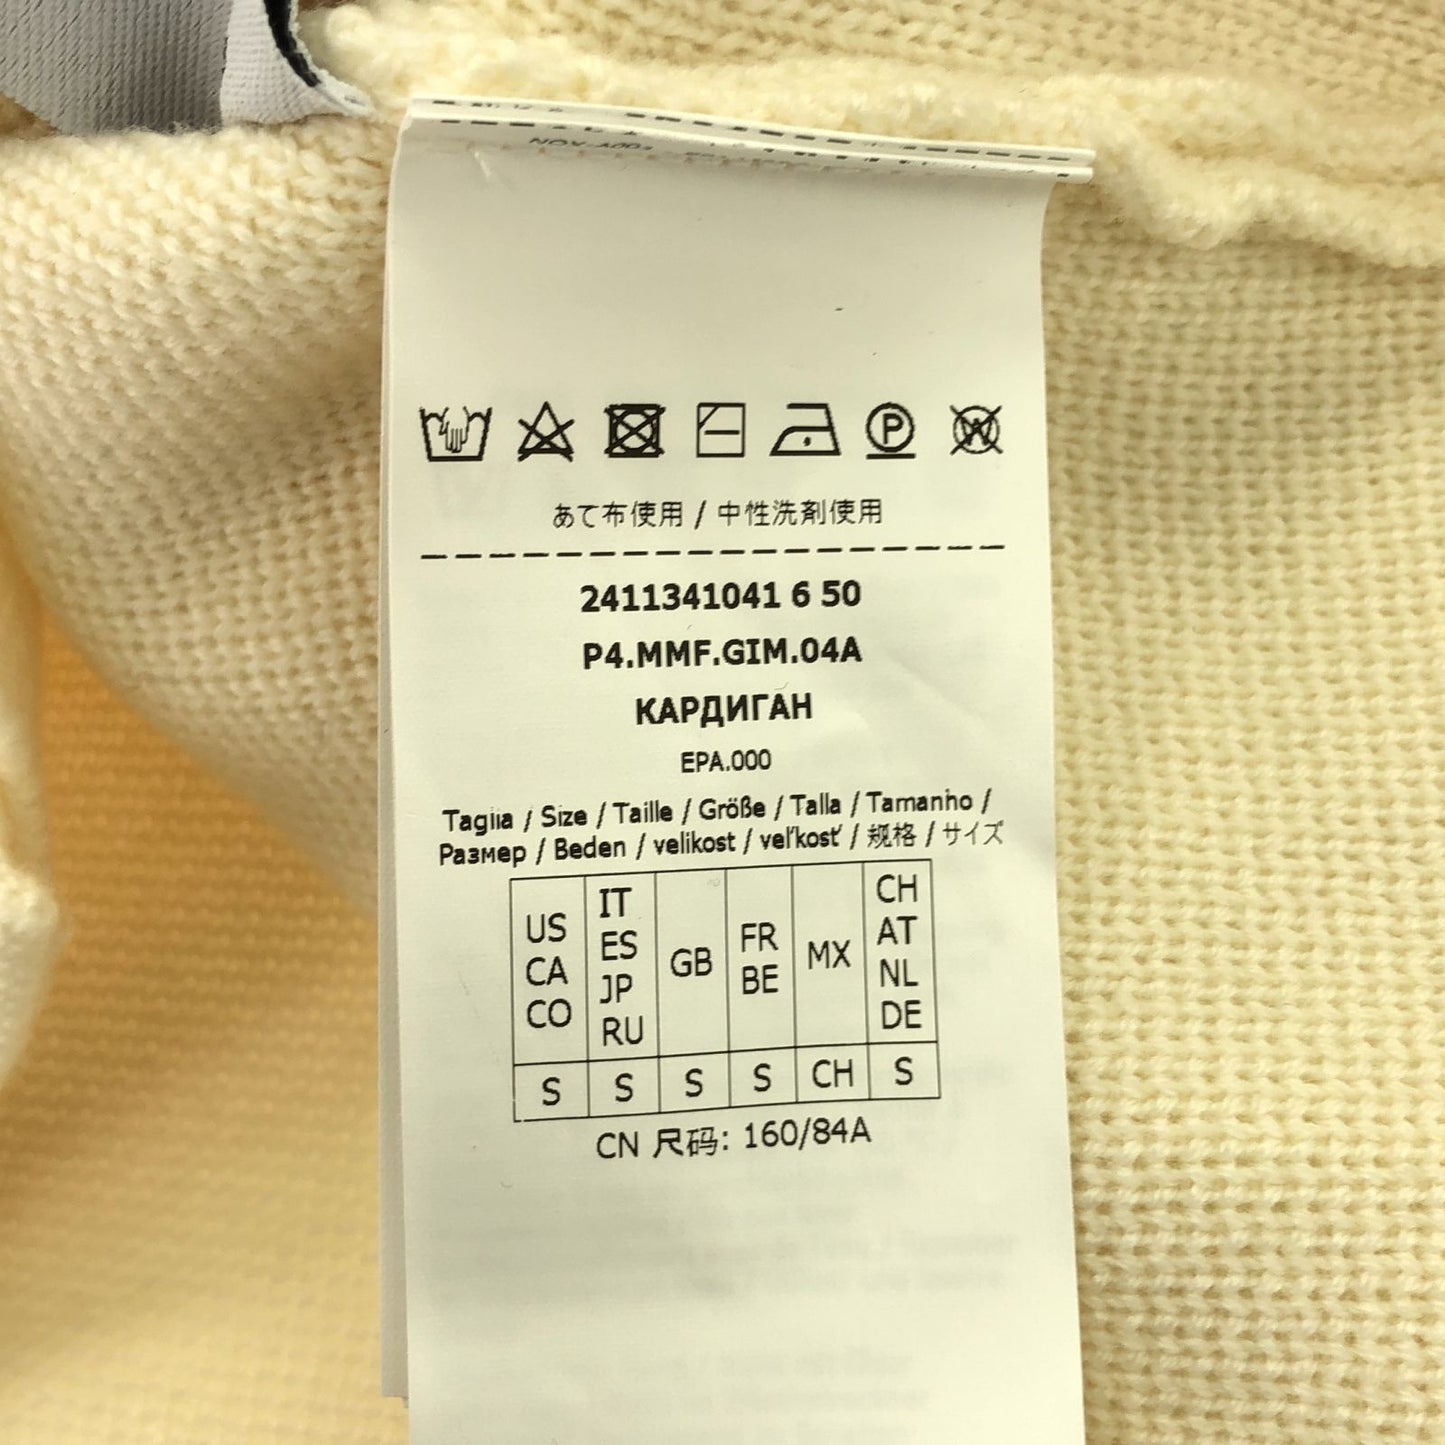 あて布使用 / 中性洗剤使用
2411341041 6 50
P4.MMF.GIM.04A
КАРДИГАН
EPA.000
Taglia / Size / Taille / Größe / Talla / Tamanho /
Размер / Beden / velikost / veľkosť / 规格 / サイズ
US CA CO IT ES JP RU GB FR BE MX CH AT NL DE
S S S S CH S
CN 尺码: 160/84A